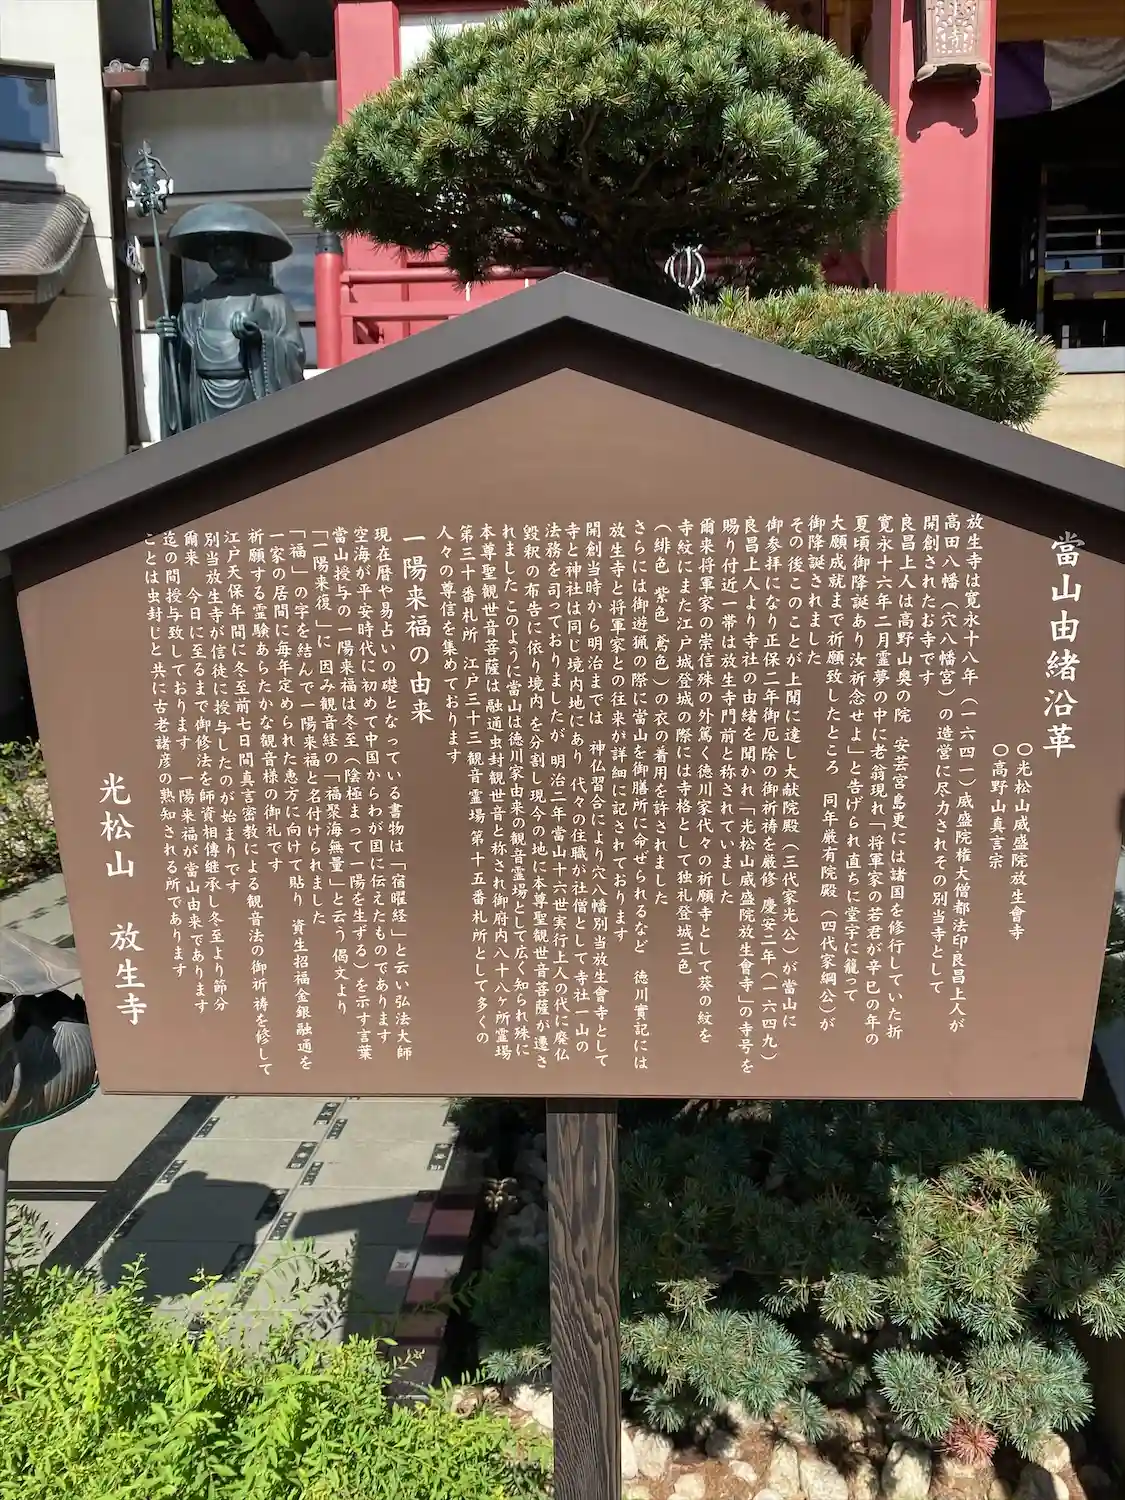 當山由緒沿革
〇光松山威盛院放生會寺
〇高野山真言宗
放生寺は寛永十八年（一六四一）威盛院権大僧都法印良昌上人が
高田八幡（穴八幡宮）の造営に尽力されその別当寺として
開創されたお寺です
良昌上人は高野山奥の院 安芸宮島更には諸国を修行していた折
寛永十六年二月霊夢の中に老翁現れ「将軍家の若君が辛巳の年の
夏頃御降誕あり汝祈念せよ」と告げられ直ちに堂宇に籠って
大願成就まで祈願致したところ 同年厳有院殿（四代家綱公）が
御降誕されました
その後このことが上聞に達し大献院殿（三代家光公）が當山に
御参拝になり正保二年御厄除の御祈祷を厳修 慶安二年（一六四九）
良昌上人より寺社の由緒を聞かれ「光松山威盛院放生會寺」の寺号を
賜り付近一帯は放生寺門前と称されていました
爾来将軍家の崇信殊の外篤く徳川家代々の祈願寺として葵の紋を
寺紋にまた江戸城登城の際には寺格として独礼登城三色
（緋色 紫色 鳶色）の衣の着用を許されました
さらには御遊猟の際に當山を御膳所に命ぜられるなど 徳川實記には
放生寺と将軍家との往来が詳細に記されております
開創当時から明治までは 神仏習合により穴八幡別当放生會寺として
寺と神社は同じ境内地にあり 代々の住職が社僧として寺社一山の
法務を司っておりましたが 明治二年當山十六世実行上人の代に廃仏
毀釈の布告に依り境内を分割し現今の地に本尊聖観世音菩薩が遷さ
れました このように當山は徳川家由来の観音霊場として広く知られ殊に
本尊聖観世音菩薩は融通虫封観世音と称され御府内八十八ヶ所霊場
第三十番札所 江戸三十三観音霊場第十五番札所として多くの
人々の尊信を集めております
一陽来福の由来
現在暦や易占いの礎となっている書物は「宿曜経」と云い弘法大師
空海が平安時代に初めて中国からわが国に伝えたものであります
當山授与の一陽来福は冬至（陰極まって一陽を生ずる）を示す言葉
「一陽来復」に因み観音経の「福聚海無量」と云う偈文より
「福」の字を結んで一陽来福と名付けられました
一家の居間に毎年定められた恵方に向けて貼り 資生招福金銀融通を
祈願する霊験あらたかな観音様の御札です
江戸天保年間に冬至前七日間真言密教による観音法の御祈祷を修して
別当放生寺が信徒に授与したのが始まりです
爾来 今日に至るまで御修法を師資相傳継承し冬至より節分
迄の間授与致しております 一陽来福が當山由来であります
ことは虫封じと共に古老諸彦の熟知される所であります
光松山 放生寺